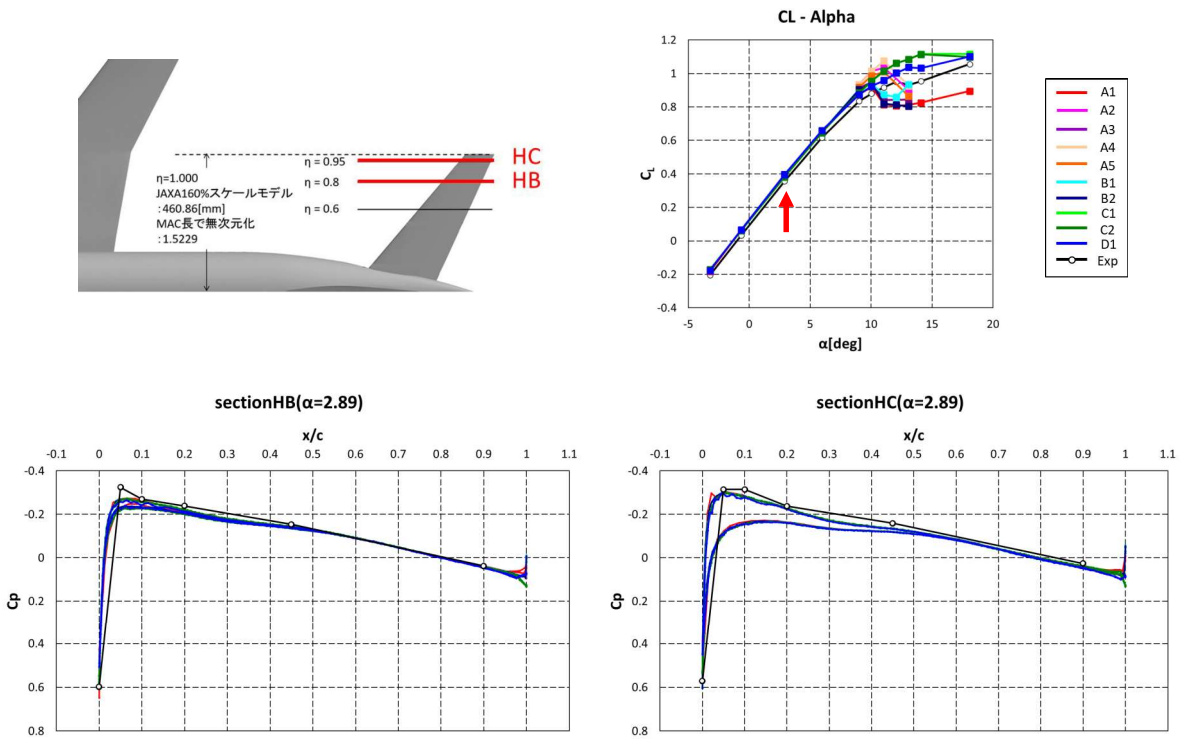 η=1.000
JAXA160%スケールモデル
:460.86[mm]
MAC長で無次元化
:1.5229
η = 0.95
η = 0.8
η = 0.6
HC
HB
CL - Alpha
1.2
1
0.8
0.6
0.4
0.2
0
-0.2
-0.4
CL
-5 0 5 10 15 20
α[deg]
A1
A2
A3
A4
A5
B1
B2
C1
C2
D1
Exp
sectionHB(α=2.89)
x/c
-0.1 0 0.1 0.2 0.3 0.4 0.5 0.6 0.7 0.8 0.9 1 1.1
-0.4
-0.2
0
0.2
0.4
0.6
0.8
Cp
sectionHC(α=2.89)
x/c
-0.1 0 0.1 0.2 0.3 0.4 0.5 0.6 0.7 0.8 0.9 1 1.1
-0.4
-0.2
0
0.2
0.4
0.6
0.8
Cp